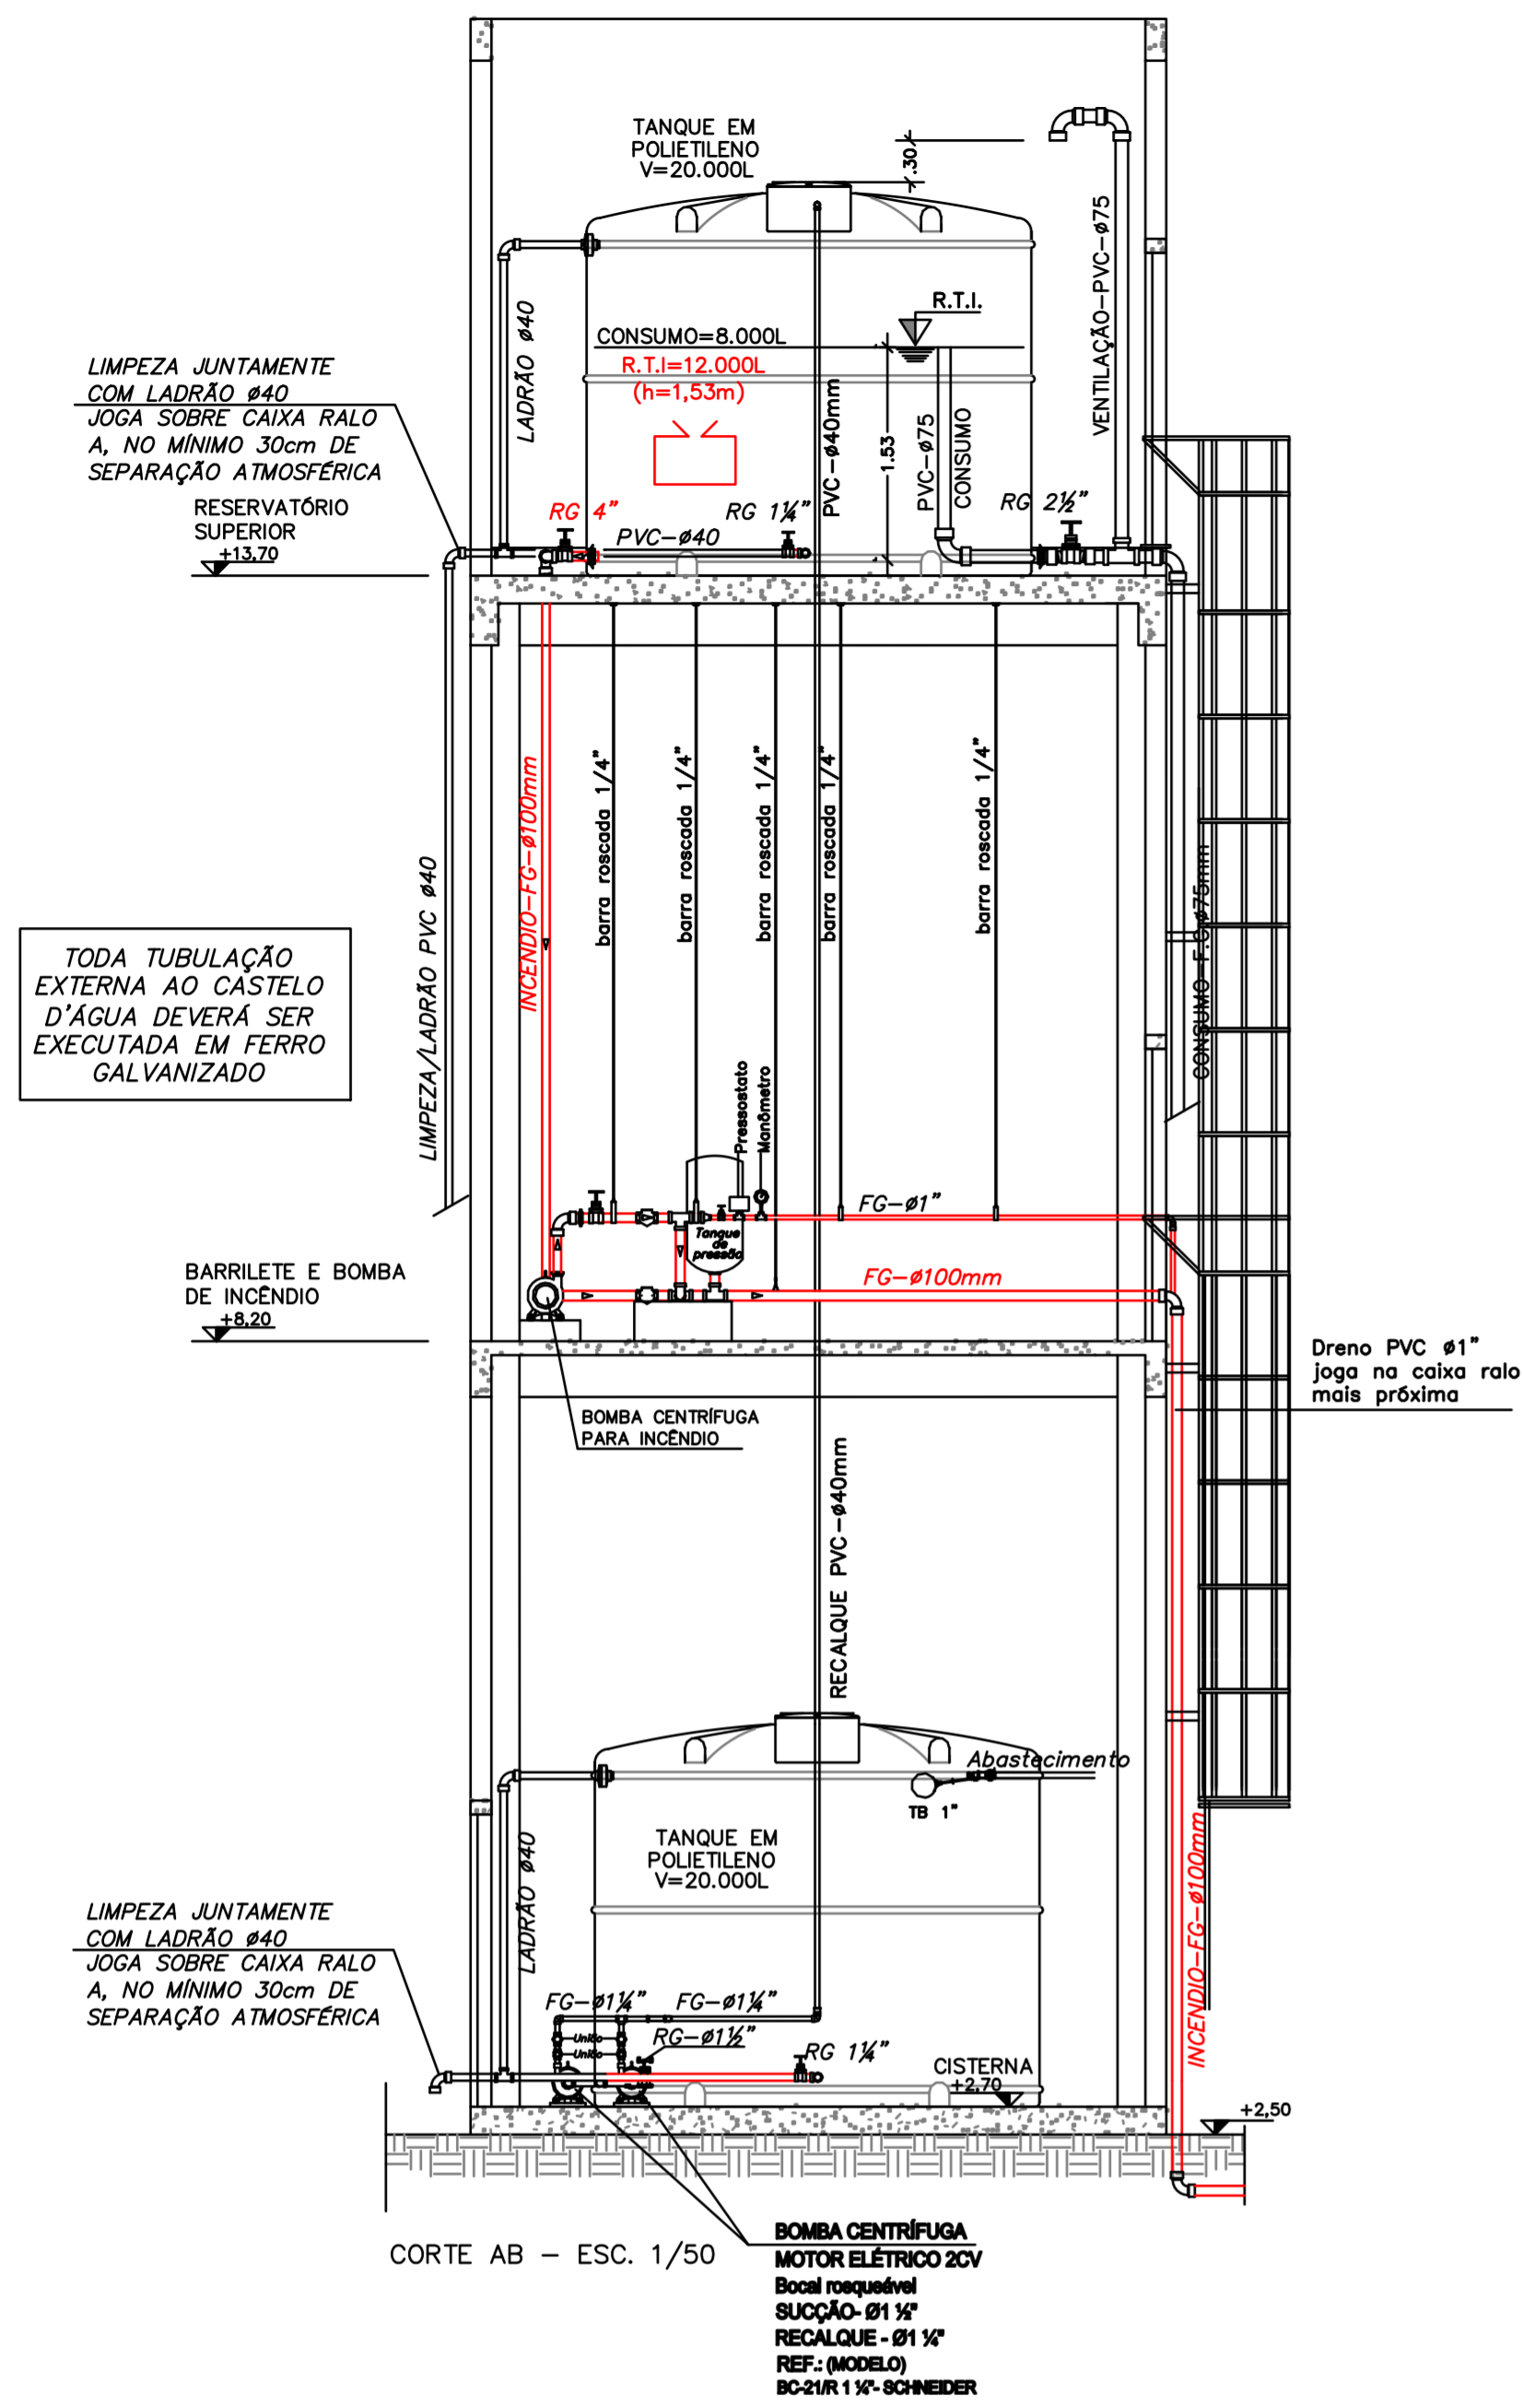 TANQUE EM
POLIETILENO
V=20.000L
.30
VENTILAÇÃO-PVC-ø75
LADRÃO ø40
R.T.I.
CONSUMO=8.000L
R.T.I=12.000L
(h=1,53m)
PVC-ø40mm
1.53
PVC-ø75
CONSUMO
LIMPEZA JUNTAMENTE
COM LADRÃO ø40
JOGA SOBRE CAIXA RALO
A, NO MÍNIMO 30cm DE
SEPARAÇÃO ATMOSFÉRICA
RG 4"
PVC-ø40
RG 1¼"
RG 2½"
RESERVATÓRIO
SUPERIOR
+13,70
INCENDIO-FG-ø100mm
barra roscada 1/4"
barra roscada 1/4"
barra roscada 1/4"
barra roscada 1/4"
barra roscada 1/4"
CONSUMO-F.G.ø75mm
LIMPEZA/LADRÃO PVC ø40
TODA TUBULAÇÃO
EXTERNA AO CASTELO
D'ÁGUA DEVERÁ SER
EXECUTADA EM FERRO
GALVANIZADO
Pressostato
Manômetro
FG-ø1"
Tanque
de
pressão
FG-ø100mm
BARRILETE E BOMBA
DE INCÊNDIO
+8,20
Dreno PVC ø1"
joga na caixa ralo
mais próxima
BOMBA CENTRÍFUGA
PARA INCÊNDIO
RECALQUE PVC-ø40mm
Abastecimento
TB 1"
TANQUE EM
POLIETILENO
V=20.000L
LADRÃO ø40
INCENDIO-FG-ø100mm
LIMPEZA JUNTAMENTE
COM LADRÃO ø40
JOGA SOBRE CAIXA RALO
A, NO MÍNIMO 30cm DE
SEPARAÇÃO ATMOSFÉRICA
FG-ø1¼"
FG-ø1¼"
União
União
RG-ø1½"
RG 1¼"
CISTERNA
+2,70
+2,50
CORTE AB – ESC. 1/50
BOMBA CENTRÍFUGA
MOTOR ELÉTRICO 2CV
Bocal rosqueável
SUCÇÃO- Ø1 ½"
RECALQUE - Ø1 ¼"
REF.: (MODELO)
BC-21/R 1 ¼"- SCHNEIDER